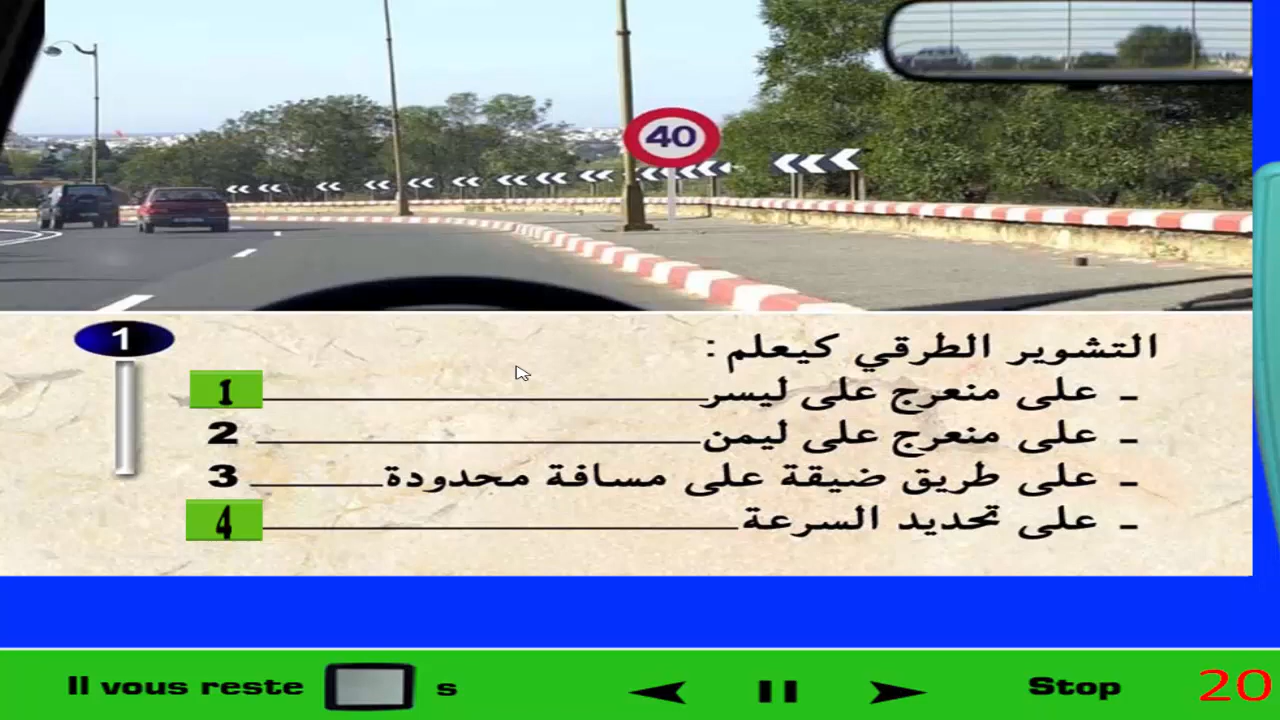 40
1
التشوير الطرقي كيعلم :
- على منعرج على ليسر 1
- على منعرج على ليمن 2
- على طريق ضيقة على مسافة محدودة 3
- على تحديد السرعة 4
Il vous reste s
Stop
20